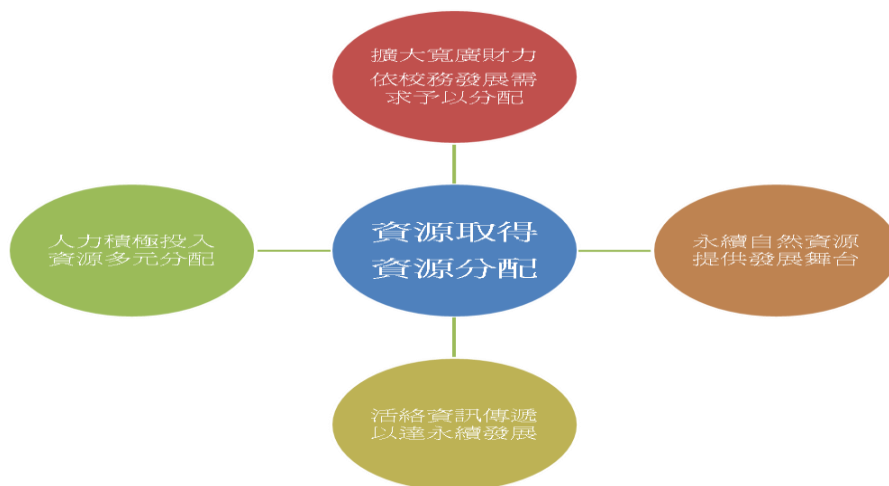 擴大寬廣財力
依校務發展需
求予以分配
人力積極投入
資源多元分配
資源取得
資源分配
永續自然資源
提供發展舞台
活絡資訊傳遞
以達永續發展